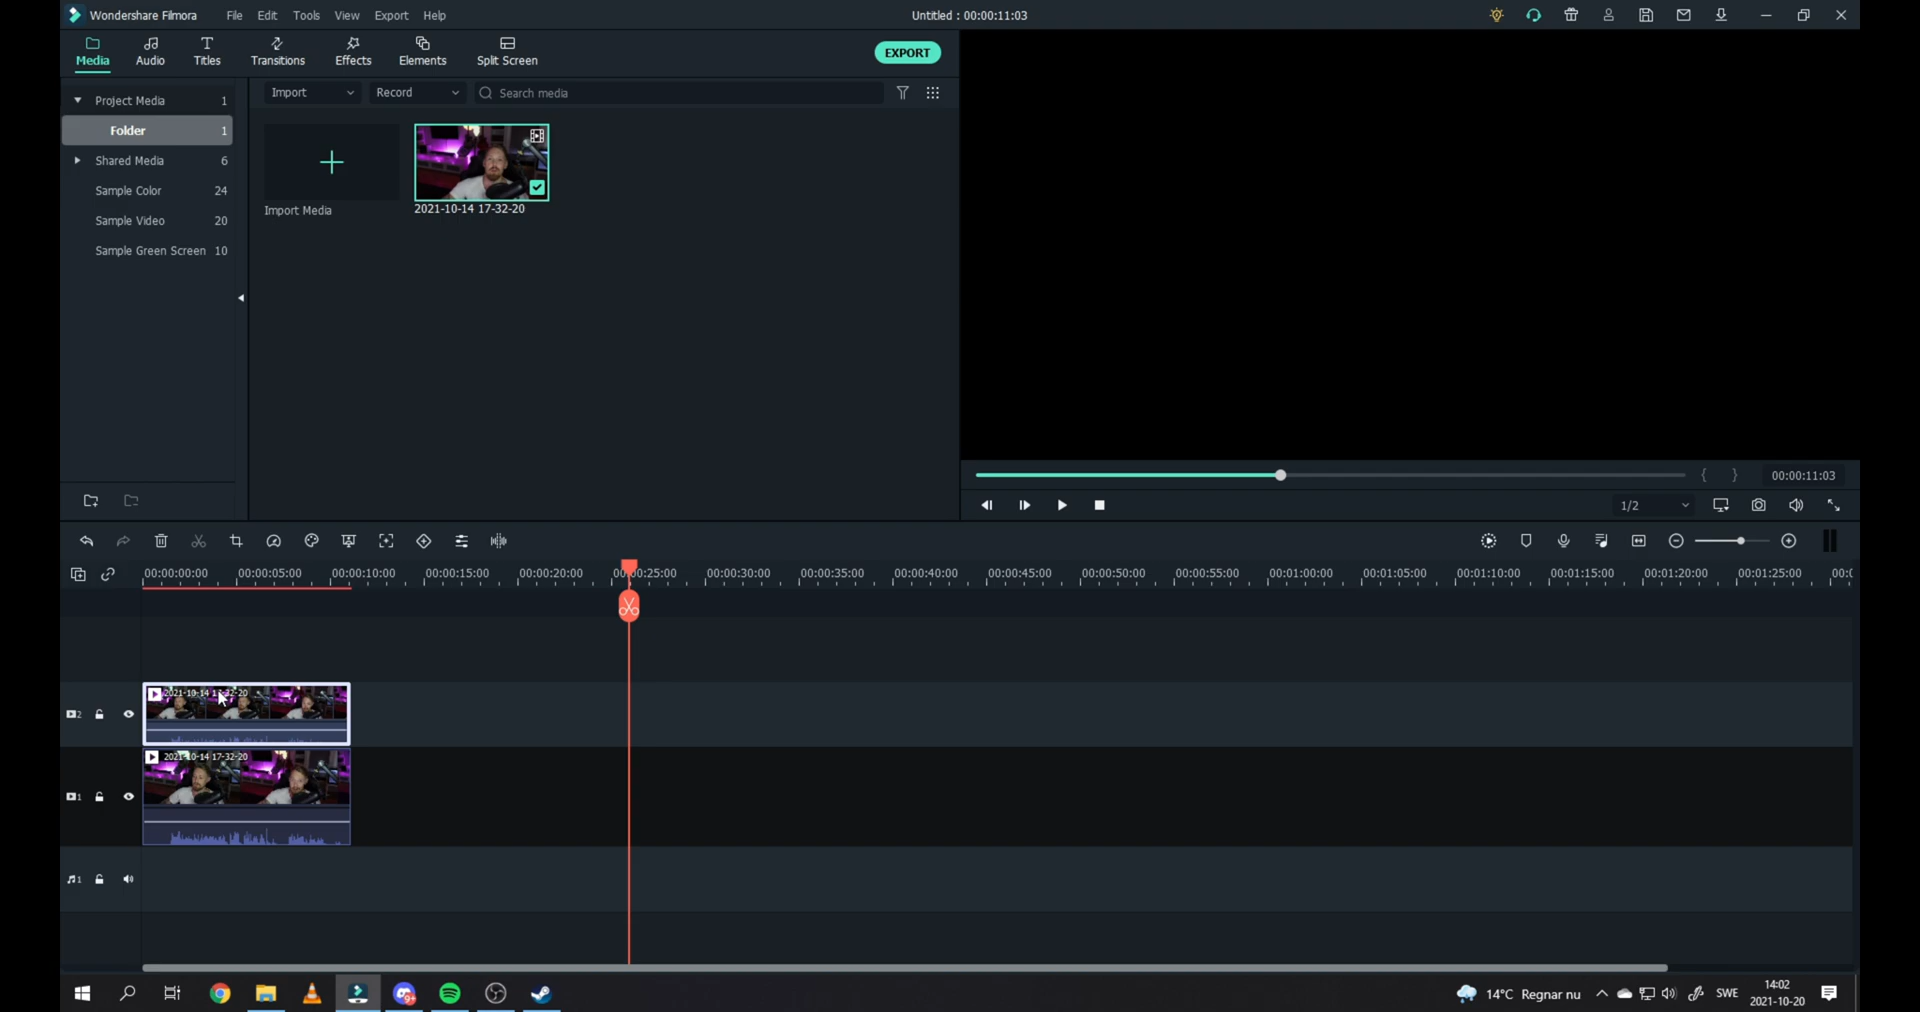 Wondershare Filmora File Edit Tools View Export Help Untitled : 00:00:11:03
Media Audio Titles Transitions Effects Elements Split Screen EXPORT
Project Media 1 Import Record Search media
Folder 1
Shared Media 6
Sample Color 24
Sample Video 20
Sample Green Screen 10
Import Media 2021-10-14 17-32-20
00:00:11:03
1/2
00:00:00:00 00:00:05:00 00:00:10:00 00:00:15:00 00:00:20:00 00:00:25:00 00:00:30:00 00:00:35:00 00:00:40:00 00:00:45:00 00:00:50:00 00:00:55:00 00:01:00:00 00:01:05:00 00:01:10:00 00:01:15:00 00:01:20:00 00:01:25:00
2021-10-14 17-32-20
2
2021-10-14 17-32-20
1
1
9+
14°C Regnar nu SWE 14:02
2021-10-20